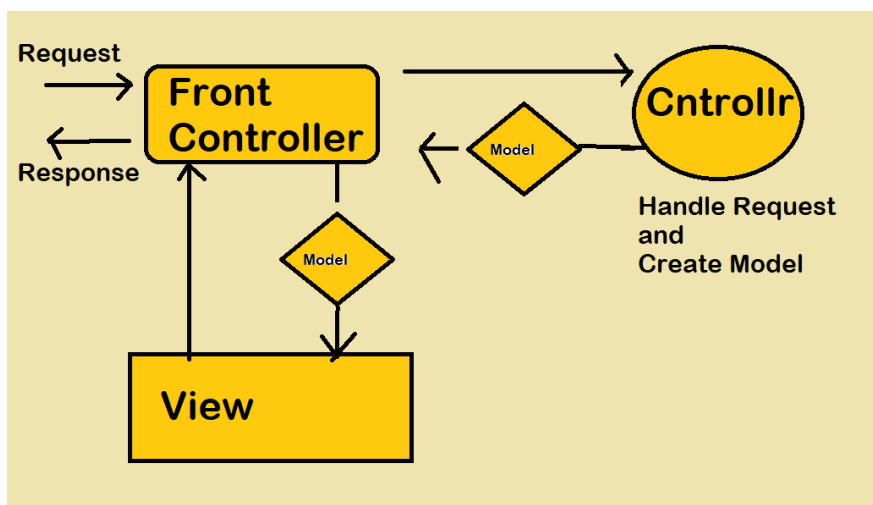 Request
Front
Controller
Cntrollr
Model
Response
Handle Request
and
Create Model
Model
View